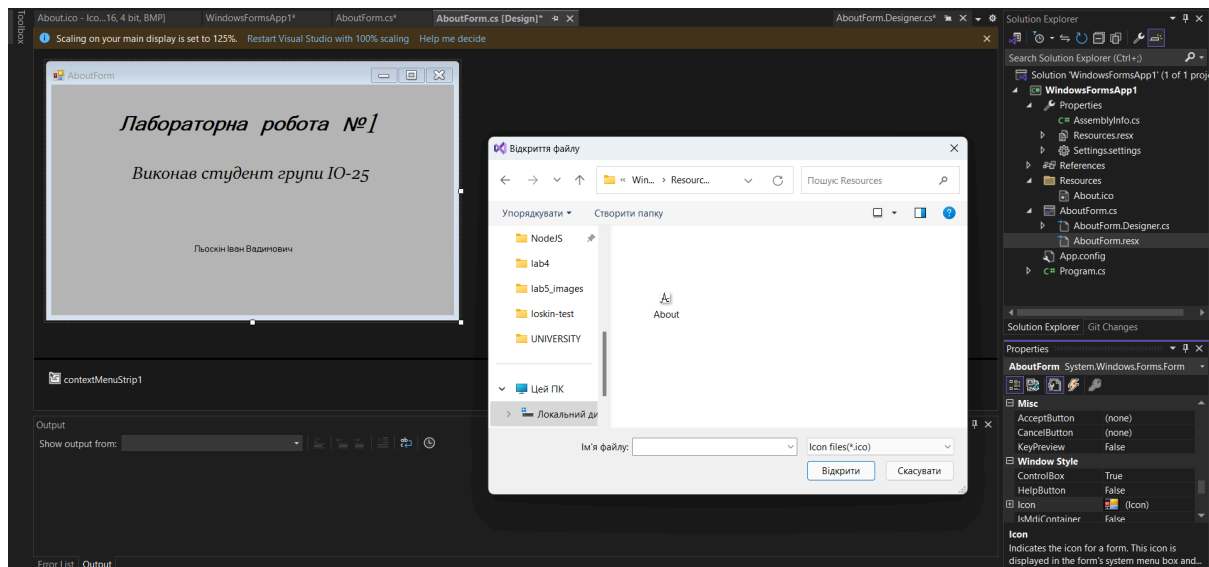 Toolbox
About.ico - Ico...16, 4 bit, BMP]
WindowsFormsApp1*
AboutForm.cs*
AboutForm.cs [Design]*
AboutForm.Designer.cs*
Scaling on your main display is set to 125%. Restart Visual Studio with 100% scaling Help me decide
AboutForm
Лабораторна робота №1
Виконав студент групи ІО-25
Льоскін Іван Вадимович
contextMenuStrip1
Output
Show output from:
Error List Output
Відкриття файлу
« Win... > Resourc...
Пошук: Resources
Упорядкувати
Створити папку
NodeJS
lab4
lab5_images
loskin-test
UNIVERSITY
Цей ПК
Локальний ди
About
Ім'я файлу:
Icon files(*.ico)
Відкрити
Скасувати
Solution Explorer
Search Solution Explorer (Ctrl+;)
Solution 'WindowsFormsApp1' (1 of 1 proj
WindowsFormsApp1
Properties
C# AssemblyInfo.cs
Resources.resx
Settings.settings
References
Resources
About.ico
AboutForm.cs
AboutForm.Designer.cs
AboutForm.resx
App.config
C# Program.cs
Solution Explorer Git Changes
Properties
AboutForm System.Windows.Forms.Form
Misc
AcceptButton (none)
CancelButton (none)
KeyPreview False
Window Style
ControlBox True
HelpButton False
Icon (Icon)
IsMdiContainer False
Icon
Indicates the icon for a form. This icon is
displayed in the form's system menu box and...